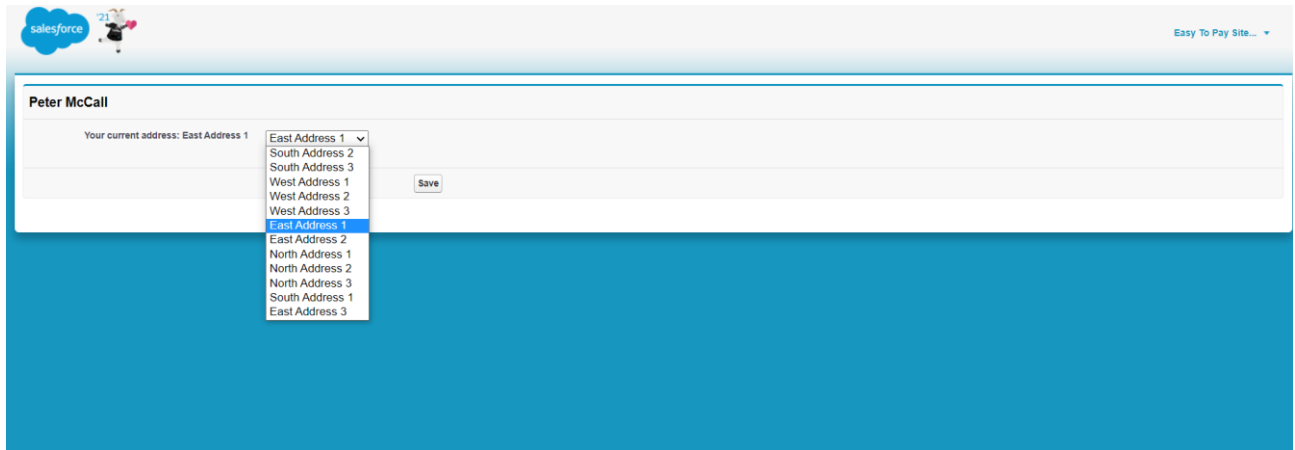 salesforce
'21
Easy To Pay Site...
Peter McCall
Your current address: East Address 1
East Address 1
South Address 2
South Address 3
West Address 1
West Address 2
West Address 3
East Address 1
East Address 2
North Address 1
North Address 2
North Address 3
South Address 1
East Address 3
Save